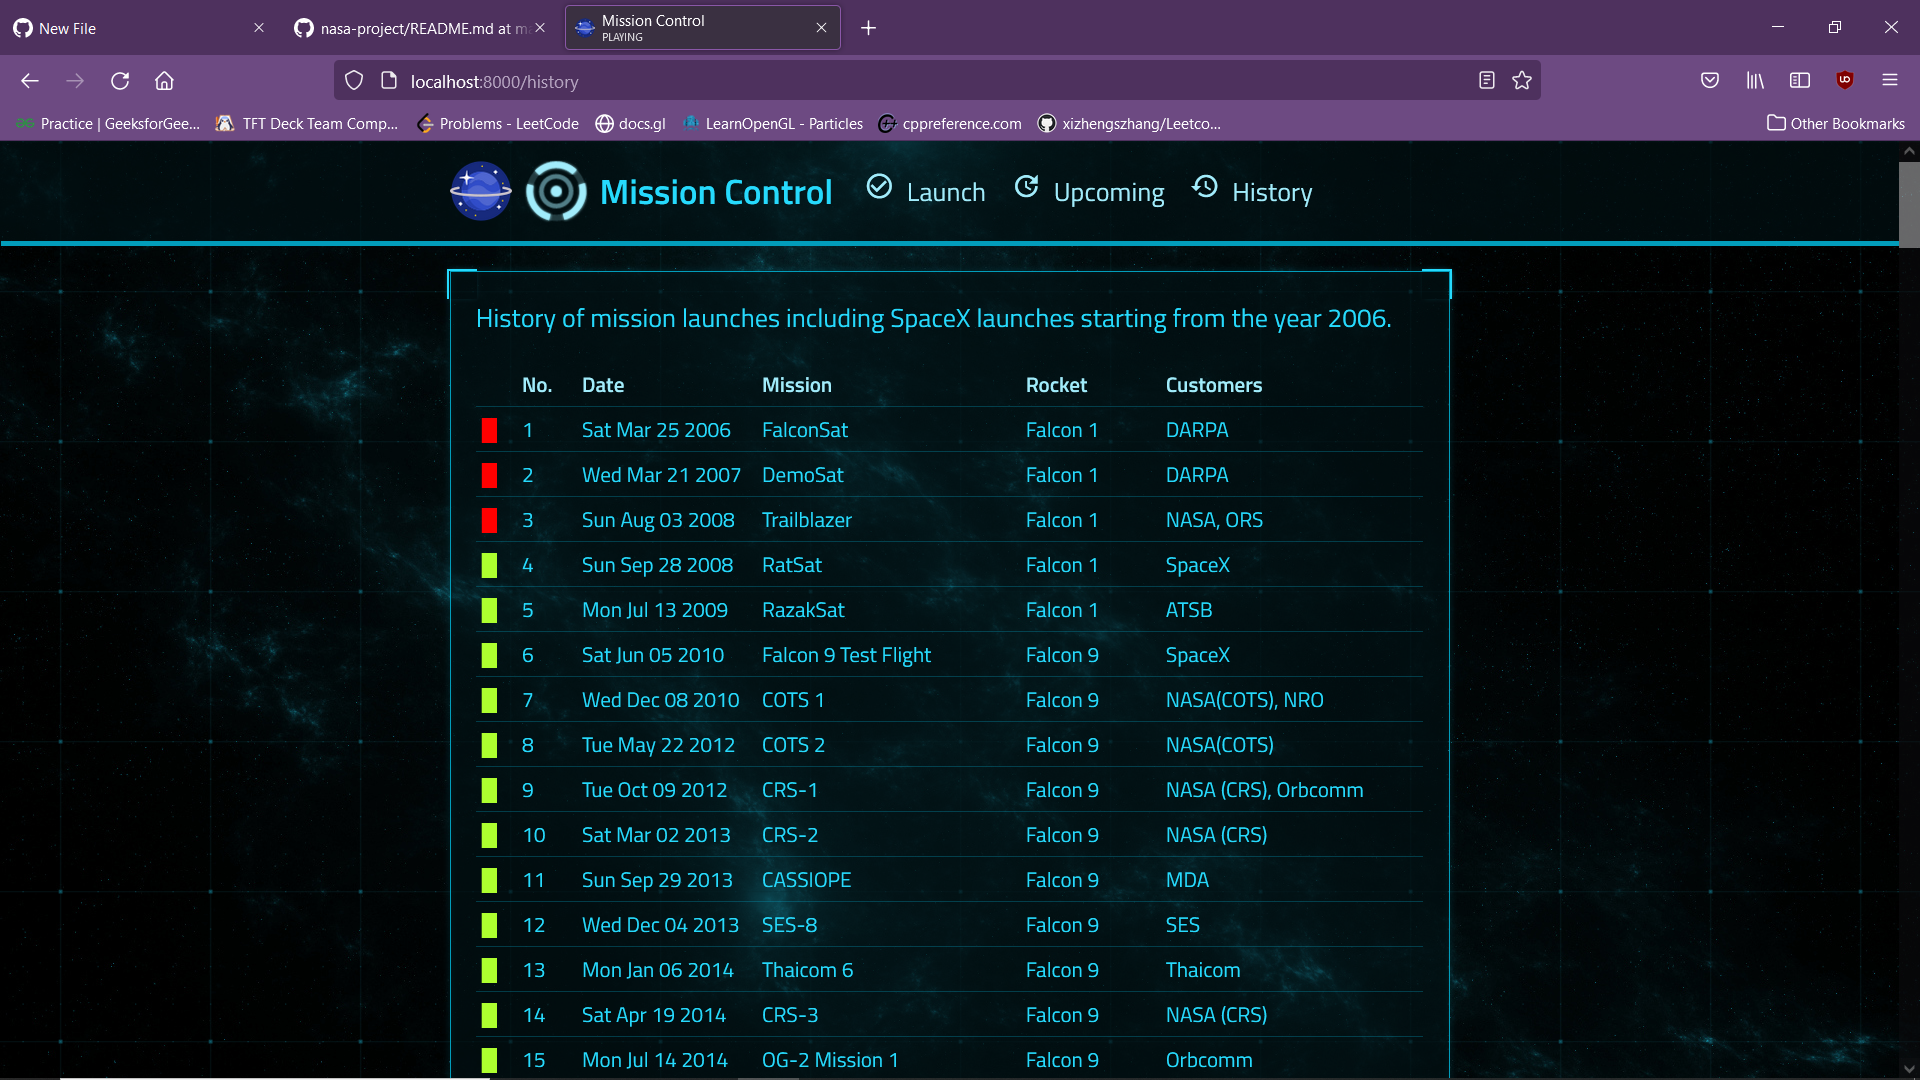 New File
nasa-project/README.md at ma
Mission Control
PLAYING
localhost:8000/history
Practice | GeeksforGee...
TFT Deck Team Comp...
Problems - LeetCode
docs.gl
LearnOpenGL - Particles
cppreference.com
xizhengszhang/Leetco...
Other Bookmarks
Mission Control Launch Upcoming History
History of mission launches including SpaceX launches starting from the year 2006.
No. Date Mission Rocket Customers
1 Sat Mar 25 2006 FalconSat Falcon 1 DARPA
2 Wed Mar 21 2007 DemoSat Falcon 1 DARPA
3 Sun Aug 03 2008 Trailblazer Falcon 1 NASA, ORS
4 Sun Sep 28 2008 RatSat Falcon 1 SpaceX
5 Mon Jul 13 2009 RazakSat Falcon 1 ATSB
6 Sat Jun 05 2010 Falcon 9 Test Flight Falcon 9 SpaceX
7 Wed Dec 08 2010 COTS 1 Falcon 9 NASA(COTS), NRO
8 Tue May 22 2012 COTS 2 Falcon 9 NASA(COTS)
9 Tue Oct 09 2012 CRS-1 Falcon 9 NASA (CRS), Orbcomm
10 Sat Mar 02 2013 CRS-2 Falcon 9 NASA (CRS)
11 Sun Sep 29 2013 CASSIOPE Falcon 9 MDA
12 Wed Dec 04 2013 SES-8 Falcon 9 SES
13 Mon Jan 06 2014 Thaicom 6 Falcon 9 Thaicom
14 Sat Apr 19 2014 CRS-3 Falcon 9 NASA (CRS)
15 Mon Jul 14 2014 OG-2 Mission 1 Falcon 9 Orbcomm